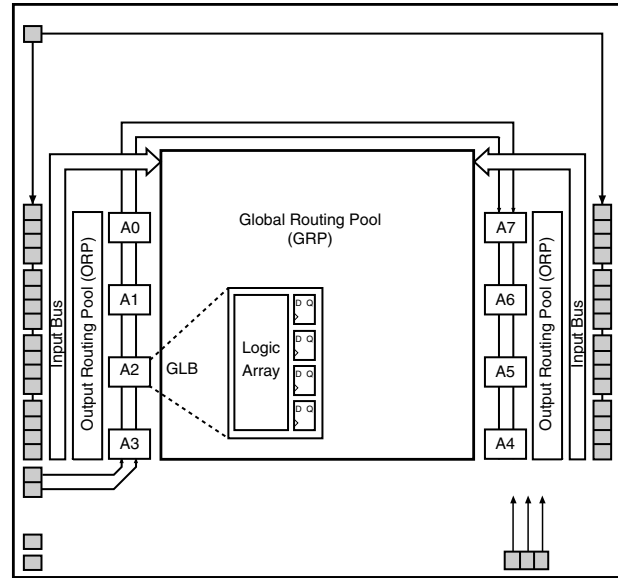 Global Routing Pool
(GRP)
A0
A1
A2
A3
A7
A6
A5
A4
Input Bus
Output Routing Pool (ORP)
Output Routing Pool (ORP)
Input Bus
GLB
Logic
Array
D Q
D Q
D Q
D Q